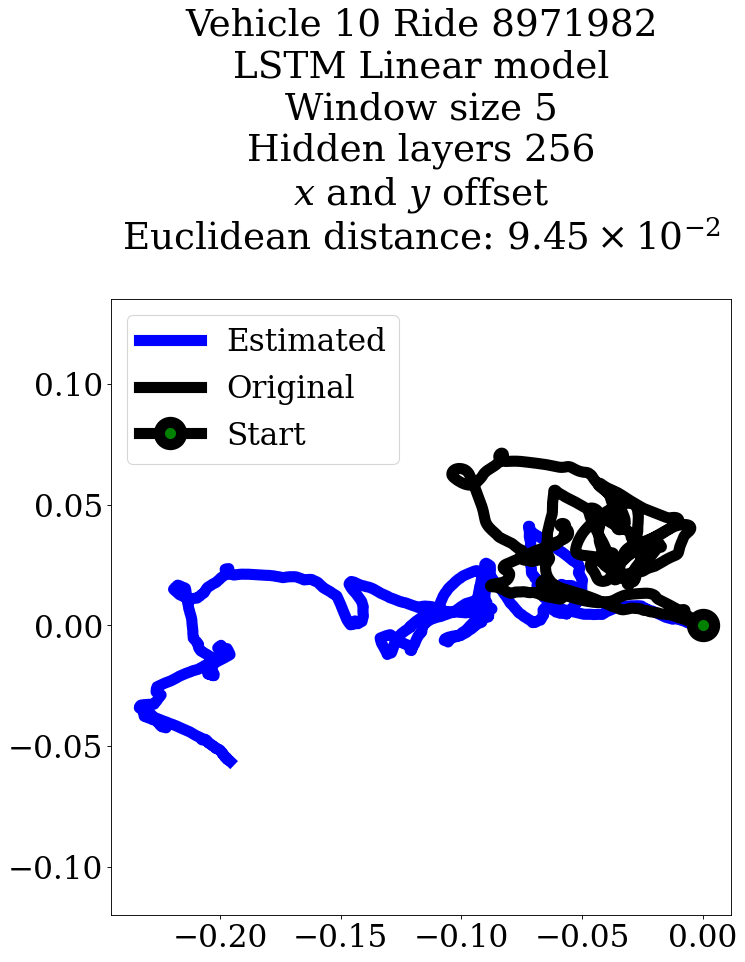 Vehicle 10 Ride 8971982
LSTM Linear model
Window size 5
Hidden layers 256
x and y offset
Euclidean distance: 9.45 × 10⁻²
Estimated
Original
Start
0.10
0.05
0.00
−0.05
−0.10
−0.20 −0.15 −0.10 −0.05 0.00